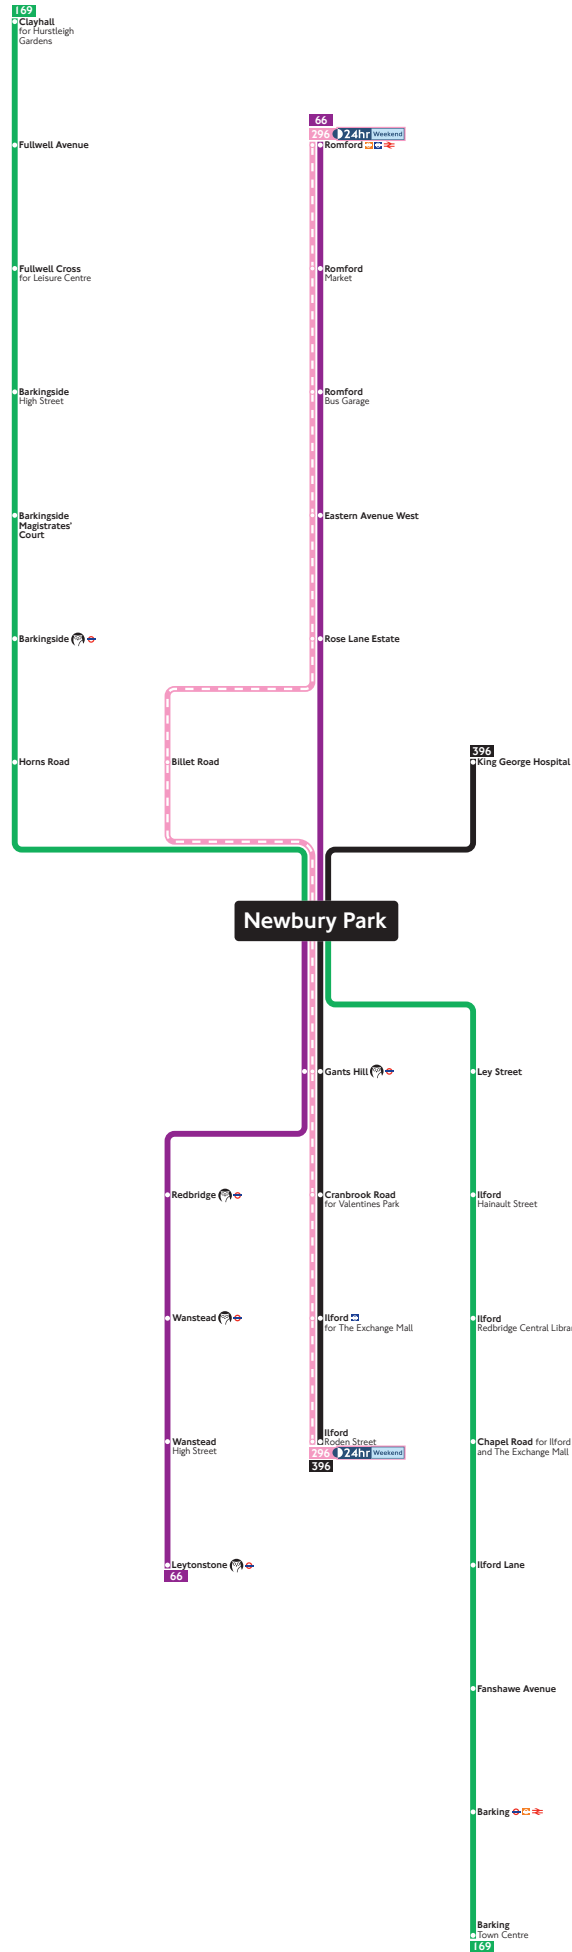 169
Clayhall
for Hurstleigh
Gardens
Fullwell Avenue
Fullwell Cross
for Leisure Centre
Barkingside
High Street
Barkingside
Magistrates'
Court
Barkingside
Horns Road
66
296 24hr Weekend
Romford
Romford
Market
Romford
Bus Garage
Eastern Avenue West
Rose Lane Estate
Billet Road
396
King George Hospital
Newbury Park
Gants Hill
Cranbrook Road
for Valentines Park
Ilford
for The Exchange Mall
Ilford
Roden Street
296 24hr Weekend
396
Redbridge
Wanstead
Wanstead
High Street
Leytonstone
66
Ley Street
Ilford
Hainault Street
Ilford
Redbridge Central
Chapel Road for Ilford
and The Exchange Mall
Ilford Lane
Fanshawe Avenue
Barking
Barking
Town Centre
169